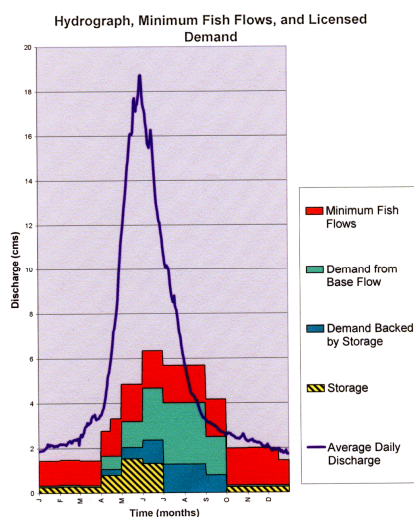 Hydrograph, Minimum Fish Flows, and Licensed
Demand
20
18
16
14
12
10
8
6
4
2
0
Discharge (cms)
J F M A M J J A S O N D
Time (months)
Minimum Fish
Flows
Demand from
Base Flow
Demand Backed
by Storage
Storage
Average Daily
Discharge